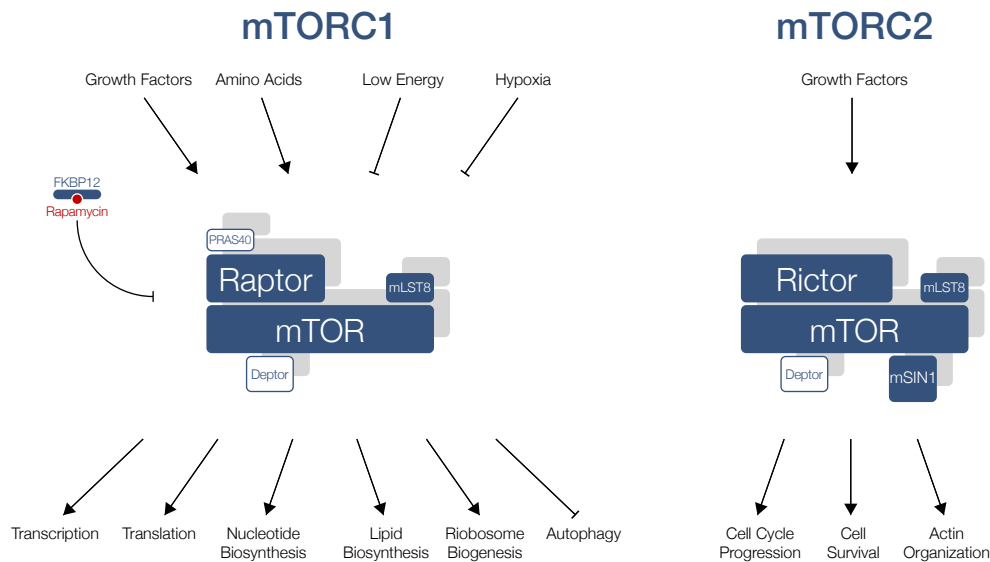 mTORC1
mTORC2
Growth Factors
Amino Acids
Low Energy
Hypoxia
Growth Factors
FKBP12
Rapamycin
PRAS40
Raptor
mLST8
mTOR
Deptor
Rictor
mLST8
mTOR
Deptor
mSIN1
Transcription
Translation
Nucleotide
Biosynthesis
Lipid
Biosynthesis
Riobosome
Biogenesis
Autophagy
Cell Cycle
Progression
Cell
Survival
Actin
Organization